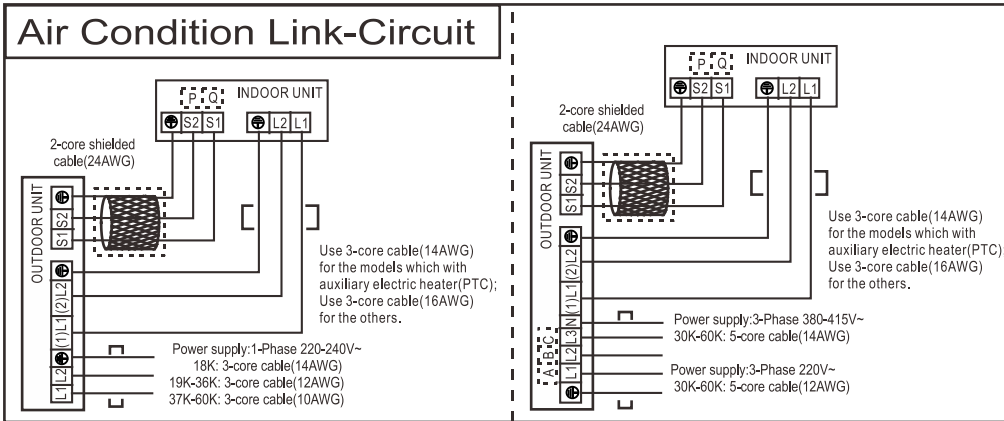 Air Condition Link-Circuit
P Q
INDOOR UNIT
S2 S1
L2 L1
2-core shielded
cable(24AWG)
OUTDOOR UNIT
S2
S1
(2)L2
(1)L1
L2
L1
Use 3-core cable(14AWG)
for the models which with
auxiliary electric heater(PTC);
Use 3-core cable(16AWG)
for the others.
Power supply:1-Phase 220-240V~
18K: 3-core cable(14AWG)
19K-36K: 3-core cable(12AWG)
37K-60K: 3-core cable(10AWG)
P Q
INDOOR UNIT
S2 S1
L2 L1
2-core shielded
cable(24AWG)
OUTDOOR UNIT
S2
S1
(2)L2
(1)L1
N
L3
L2
L1
A B C
Use 3-core cable(14AWG)
for the models which with
auxiliary electric heater(PTC);
Use 3-core cable(16AWG)
for the others.
Power supply:3-Phase 380-415V~
30K-60K: 5-core cable(14AWG)
Power supply:3-Phase 220V~
30K-60K: 5-core cable(12AWG)